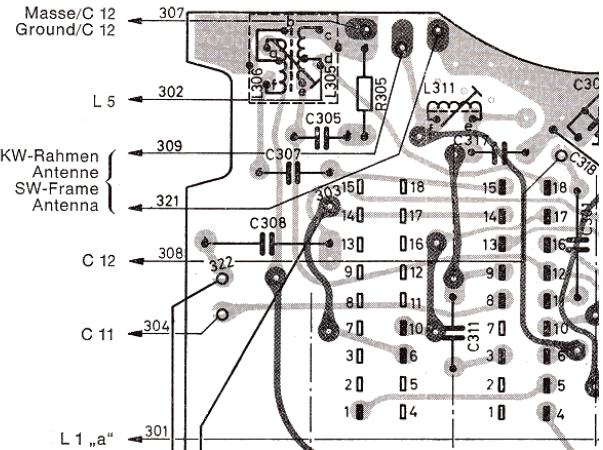 Masse/C 12 307
Ground/C 12
b
c
a
d
f
e
L306
L305
R305
302
L 5
L311
C30
C305
C317
309
KW-Rahmen
Antenne
SW-Frame
Antenna
C307
C318
321
303
15 18 15 18
14 17 14 17
C308
13 16 13 16
C 12 308
322
9 12 9 12
8 11 8
304
C 11
7 10 7 10
C311
3 6 3 6
2 5 2 5
1 4 1 4
L 1 „a" 301